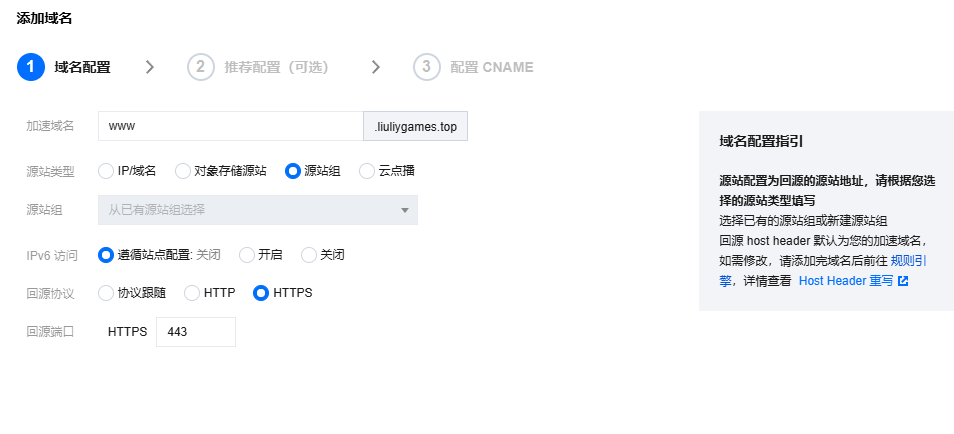 添加域名
1 域名配置 2 推荐配置（可选） 3 配置 CNAME
加速域名 www .liuliygames.top
源站类型 IP/域名 对象存储源站 源站组 云点播
源站组 从已有源站组选择
IPv6 访问 遵循站点配置: 关闭 开启 关闭
回源协议 协议跟随 HTTP HTTPS
回源端口 HTTPS 443
域名配置指引
源站配置为回源的源站地址，请根据您选
择的源站类型填写
选择已有的源站组或新建源站组
回源 host header 默认为您的加速域名，
如需修改，请添加完域名后前往 规则引
擎，详情查看 Host Header 重写